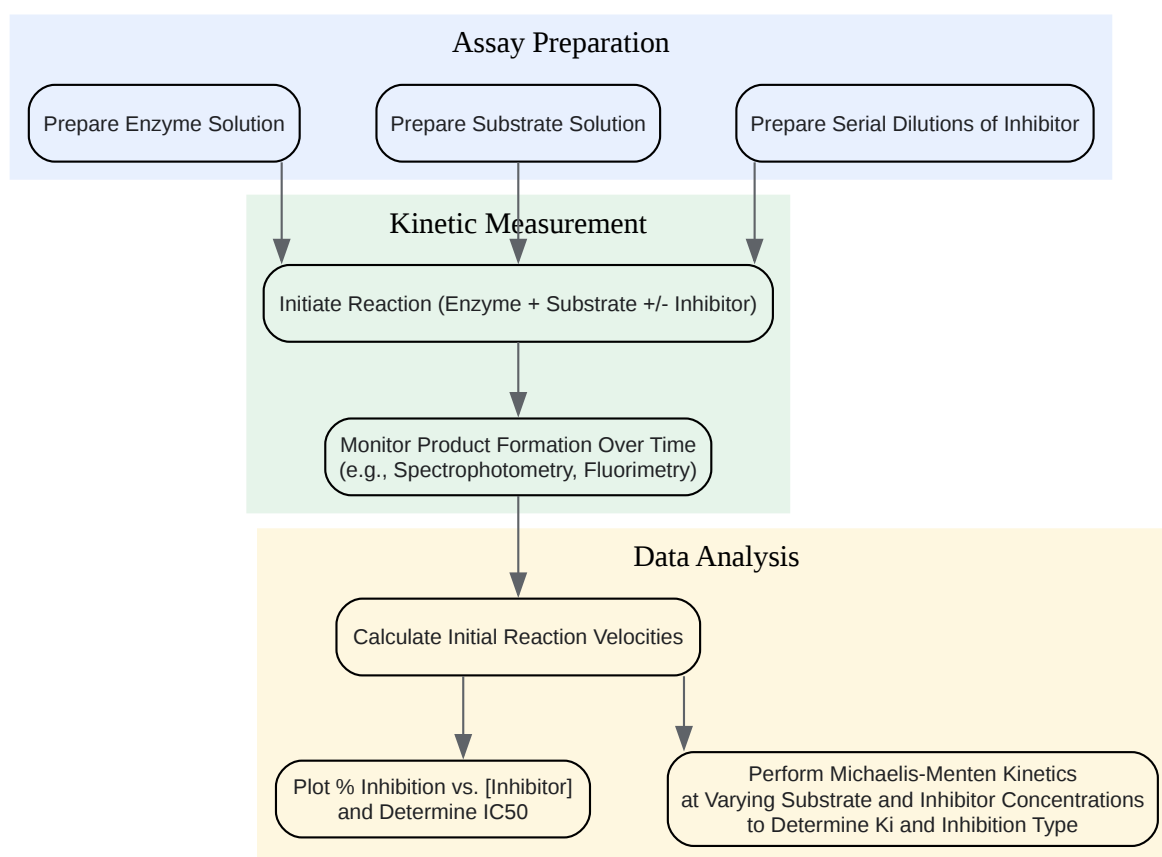 Assay Preparation
Prepare Enzyme Solution
Prepare Substrate Solution
Prepare Serial Dilutions of Inhibitor
Kinetic Measurement
Initiate Reaction (Enzyme + Substrate +/- Inhibitor)
Monitor Product Formation Over Time
(e.g., Spectrophotometry, Fluorimetry)
Data Analysis
Calculate Initial Reaction Velocities
Plot % Inhibition vs. [Inhibitor]
and Determine IC50
Perform Michaelis-Menten Kinetics
at Varying Substrate and Inhibitor Concentrations
to Determine Ki and Inhibition Type